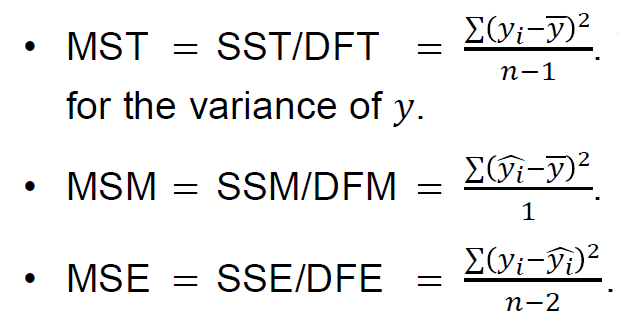 • MST = SST/DFT = ∑(yᵢ−y̅)²/n−1.
for the variance of y.
• MSM = SSM/DFM = ∑(ŷᵢ−y̅)²/1.
• MSE = SSE/DFE = ∑(yᵢ−ŷᵢ)²/n−2.